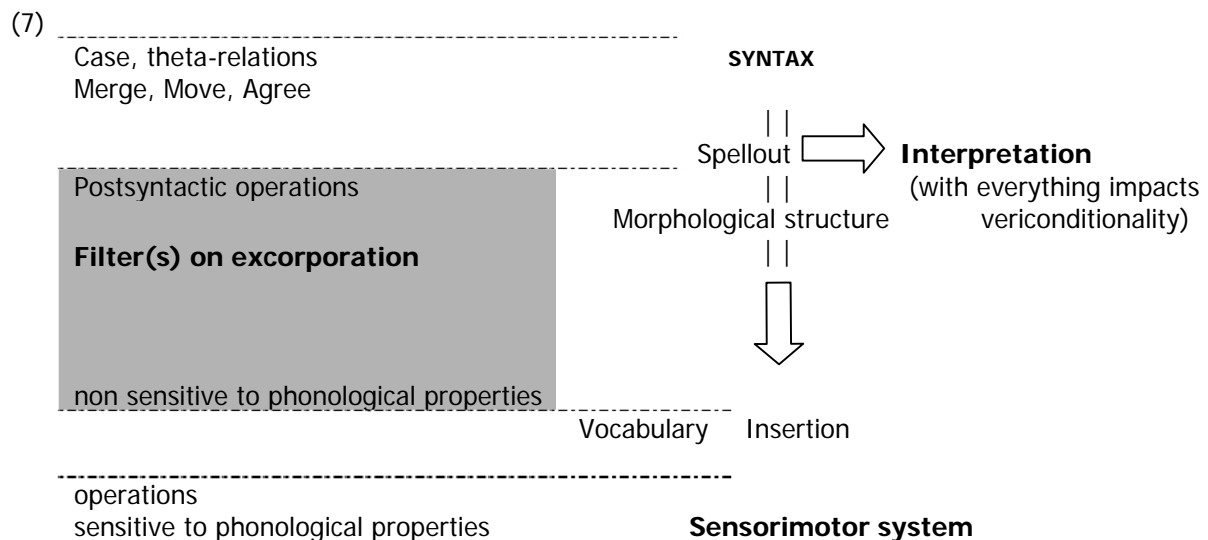 (7)
Case, theta-relations SYNTAX
Merge, Move, Agree
Spellout Interpretation
Postsyntactic operations (with everything impacts
Morphological structure vericonditionality)
Filter(s) on excorporation
non sensitive to phonological properties
Vocabulary Insertion
operations
sensitive to phonological properties Sensorimotor system